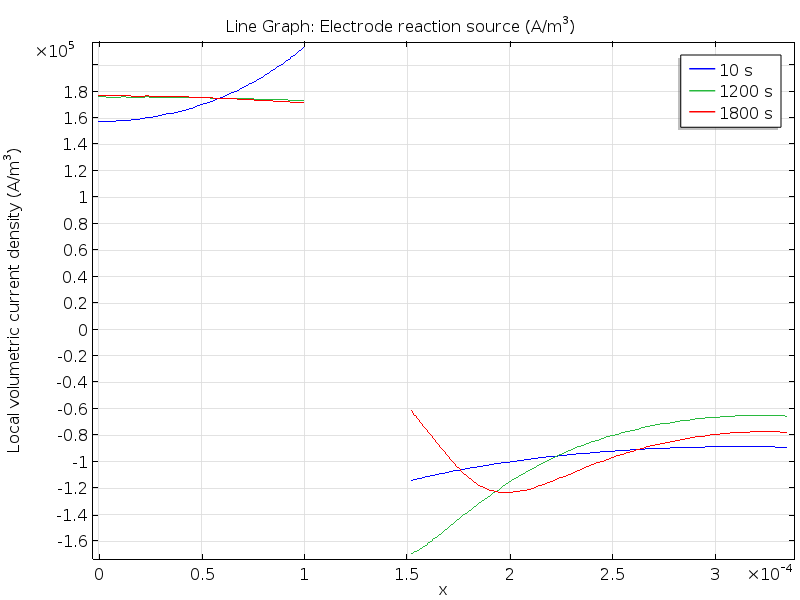 Line Graph: Electrode reaction source (A/m³)
×10⁵
1.8
1.6
1.4
1.2
1
0.8
0.6
0.4
0.2
0
-0.2
-0.4
-0.6
-0.8
-1
-1.2
-1.4
-1.6
Local volumetric current density (A/m³)
10 s
1200 s
1800 s
0 0.5 1 1.5 2 2.5 3 ×10⁻⁴
x